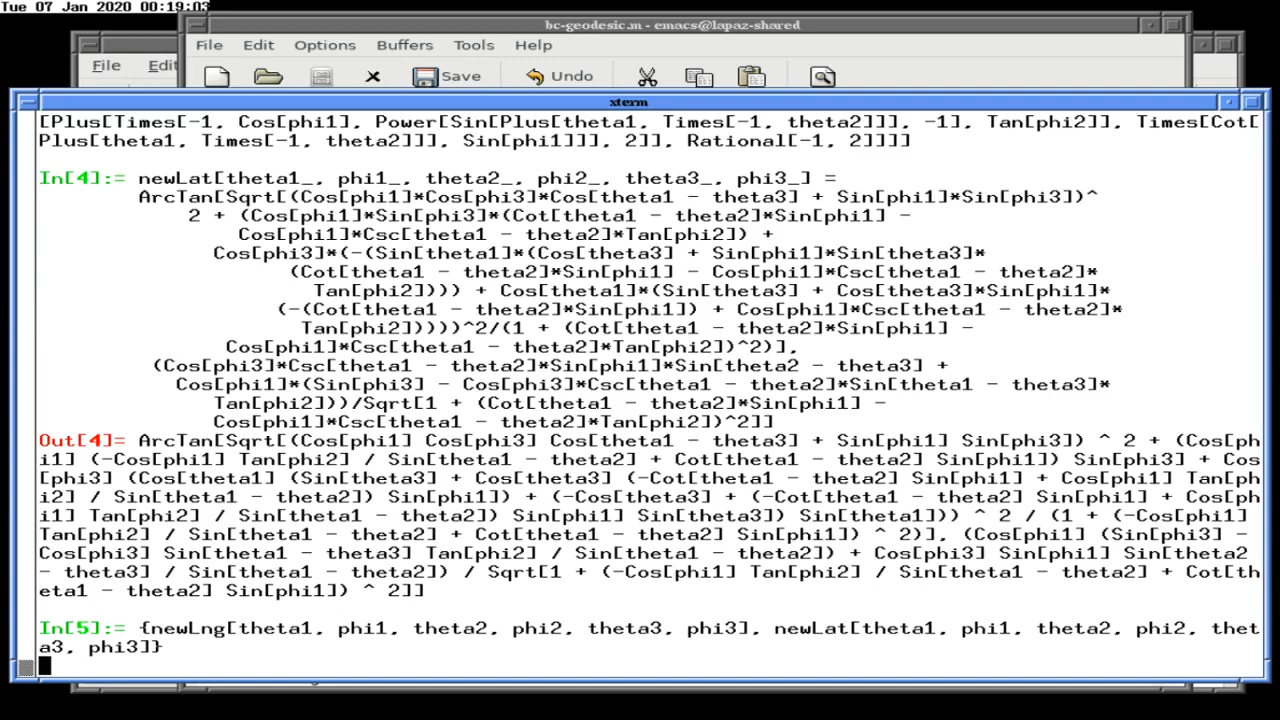 Tue 07 Jan 2020 00:19:03
bc-geodesic.m - emacs@lapaz-shared
File Edit Options Buffers Tools Help
File Edit
Save Undo
xterm
[Plus[Times[-1, Cos[phi1], Power[Sin[Plus[theta1, Times[-1, theta2]]], -1], Tan[phi2]], Times[Cot[
Plus[theta1, Times[-1, theta2]]], Sin[phi1]]], 2]], Rational[-1, 2]]]]
In[4]:= newLat[theta1_, phi1_, theta2_, phi2_, theta3_, phi3_] =
ArcTan[Sqrt[(Cos[phi1]*Cos[phi3]*Cos[theta1 - theta3] + Sin[phi1]*Sin[phi3])^
2 + (Cos[phi1]*Sin[phi3]*(Cot[theta1 - theta2]*Sin[phi1] -
Cos[phi1]*Csc[theta1 - theta2]*Tan[phi2]) +
Cos[phi3]*(-(Sin[theta1]*(Cos[theta3] + Sin[phi1]*Sin[theta3]*
(Cot[theta1 - theta2]*Sin[phi1] - Cos[phi1]*Csc[theta1 - theta2]*
Tan[phi2]))) + Cos[theta1]*(Sin[theta3] + Cos[theta3]*Sin[phi1]*
(-(Cot[theta1 - theta2]*Sin[phi1]) + Cos[phi1]*Csc[theta1 - theta2]*
Tan[phi2]))))^2/(1 + (Cot[theta1 - theta2]*Sin[phi1] -
Cos[phi1]*Csc[theta1 - theta2]*Tan[phi2])^2)],
(Cos[phi3]*Csc[theta1 - theta2]*Sin[phi1]*Sin[theta2 - theta3] +
Cos[phi1]*(Sin[phi3] - Cos[phi3]*Csc[theta1 - theta2]*Sin[theta1 - theta3]*
Tan[phi2]))/Sqrt[1 + (Cot[theta1 - theta2]*Sin[phi1] -
Cos[phi1]*Csc[theta1 - theta2]*Tan[phi2])^2]]
Out[4]= ArcTan[Sqrt[(Cos[phi1] Cos[phi3] Cos[theta1 - theta3] + Sin[phi1] Sin[phi3]) ^ 2 + (Cos[ph
i1] (-Cos[phi1] Tan[phi2] / Sin[theta1 - theta2] + Cot[theta1 - theta2] Sin[phi1]) Sin[phi3] + Cos
[phi3] (Cos[theta1] (Sin[theta3] + Cos[theta3] (-Cot[theta1 - theta2] Sin[phi1] + Cos[phi1] Tan[ph
i2] / Sin[theta1 - theta2]) Sin[phi1]) + (-Cos[theta3] + (-Cot[theta1 - theta2] Sin[phi1] + Cos[ph
i1] Tan[phi2] / Sin[theta1 - theta2]) Sin[phi1] Sin[theta3]) Sin[theta1])) ^ 2 / (1 + (-Cos[phi1]
Tan[phi2] / Sin[theta1 - theta2] + Cot[theta1 - theta2] Sin[phi1]) ^ 2)], (Cos[phi1] (Sin[phi3] -
Cos[phi3] Sin[theta1 - theta3] Tan[phi2] / Sin[theta1 - theta2]) + Cos[phi3] Sin[phi1] Sin[theta2
- theta3] / Sin[theta1 - theta2]) / Sqrt[1 + (-Cos[phi1] Tan[phi2] / Sin[theta1 - theta2] + Cot[th
eta1 - theta2] Sin[phi1]) ^ 2]]
In[5]:= {newLng[theta1, phi1, theta2, phi2, theta3, phi3], newLat[theta1, phi1, theta2, phi2, thet
a3, phi3]}